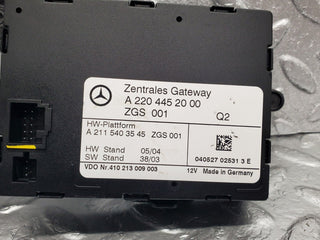 Zentrales Gateway
A 220 445 20 00
ZGS 001 Q2
HW-Plattform
A 211 540 35 45 ZGS 001
HW Stand 05/04
SW Stand 38/03
040527 02531 3 E
VDO Nr.410 213 009 003 12V Made in Germany